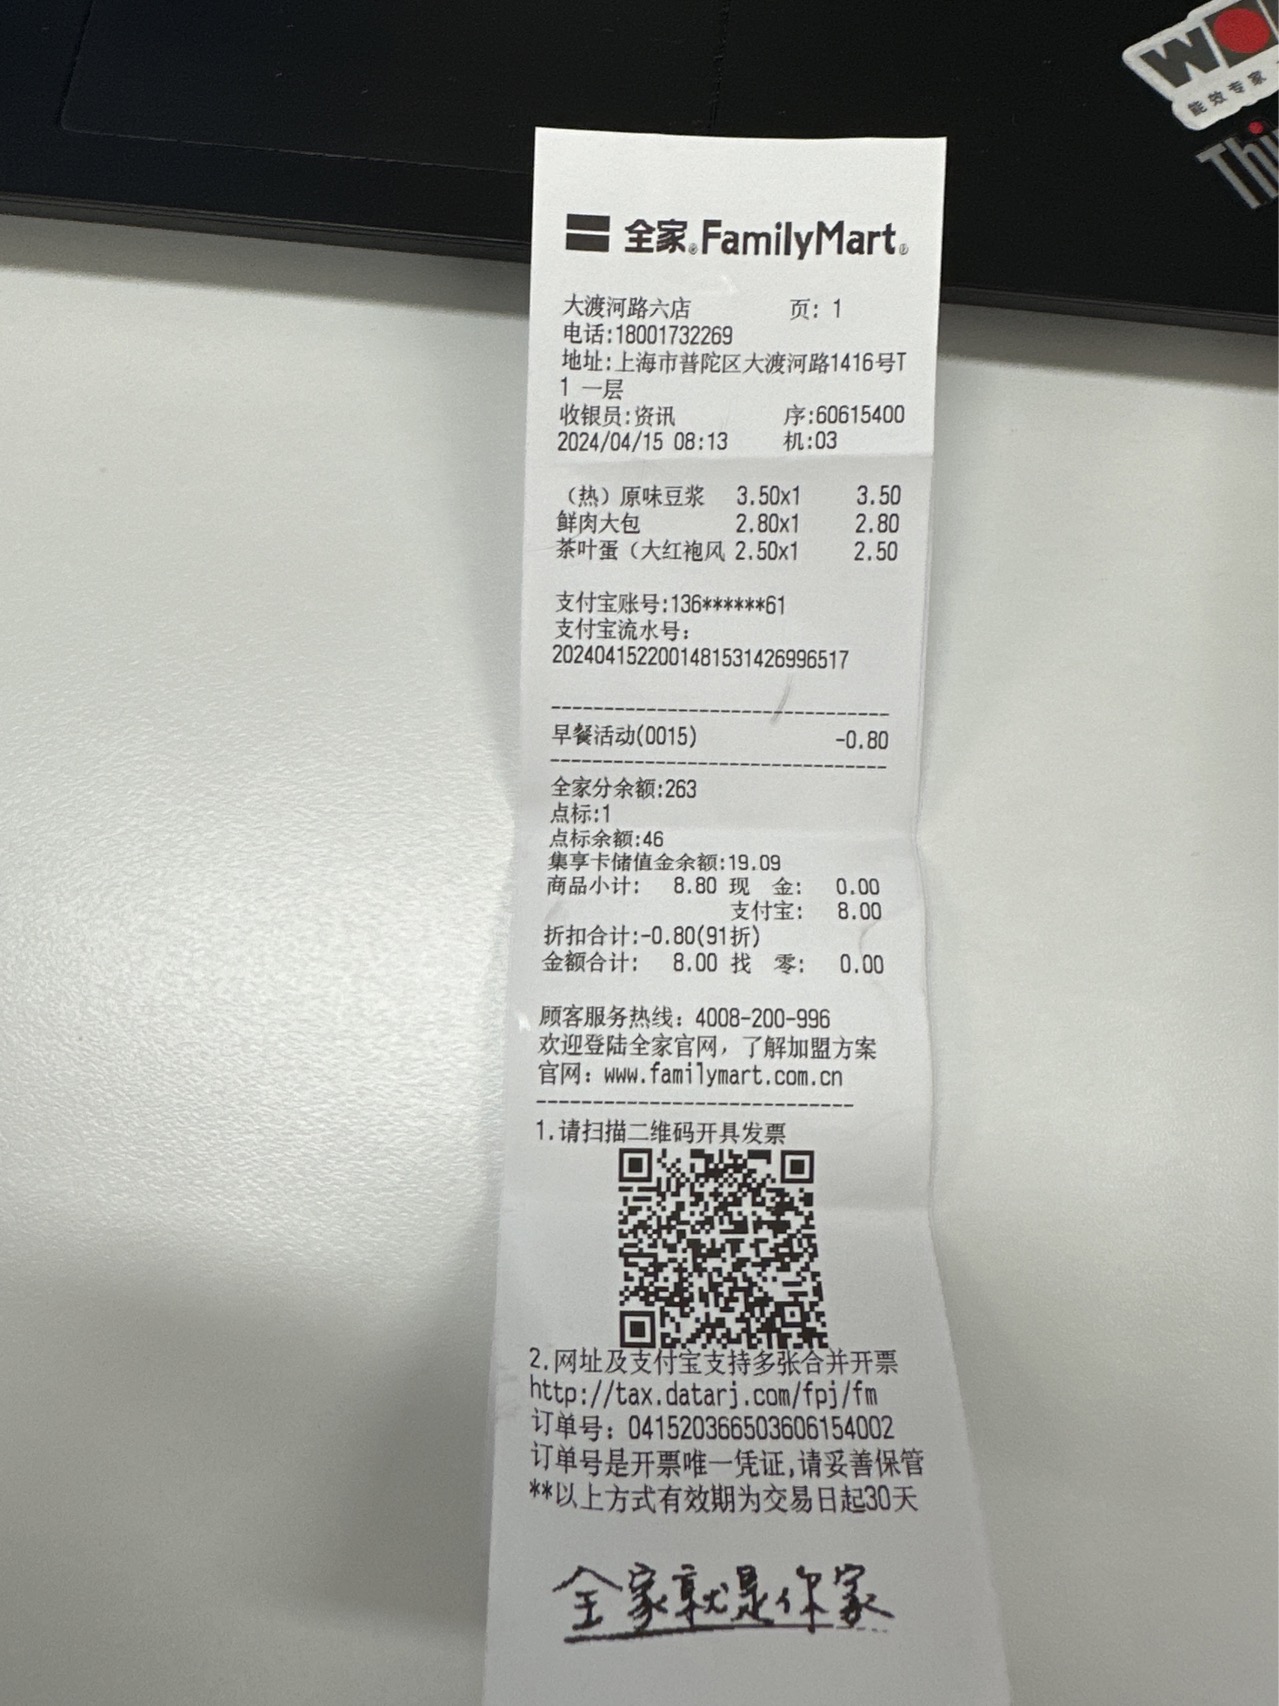 WO
能效专家
Thi
全家®FamilyMart®
大渡河路六店 页: 1
电话:18001732269
地址:上海市普陀区大渡河路1416号T
1 一层
收银员:资讯 序:60615400
2024/04/15 08:13 机:03
（热）原味豆浆 3.50x1 3.50
鲜肉大包 2.80x1 2.80
茶叶蛋（大红袍风 2.50x1 2.50
支付宝账号:136******61
支付宝流水号:
2024041522001481531426996517
--------------------------------
早餐活动(0015) -0.80
--------------------------------
全家分余额:263
点标:1
点标余额:46
集享卡储值金余额:19.09
商品小计: 8.80 现 金: 0.00
支付宝: 8.00
折扣合计:-0.80(91折)
金额合计: 8.00 找 零: 0.00
顾客服务热线: 4008-200-996
欢迎登陆全家官网，了解加盟方案
官网: www.familymart.com.cn
------------------------------
1.请扫描二维码开具发票
2.网址及支付宝支持多张合并开票
http://tax.datarj.com/fpj/fm
订单号: 041520366503606154002
订单号是开票唯一凭证,请妥善保管
**以上方式有效期为交易日起30天
全家就是你家